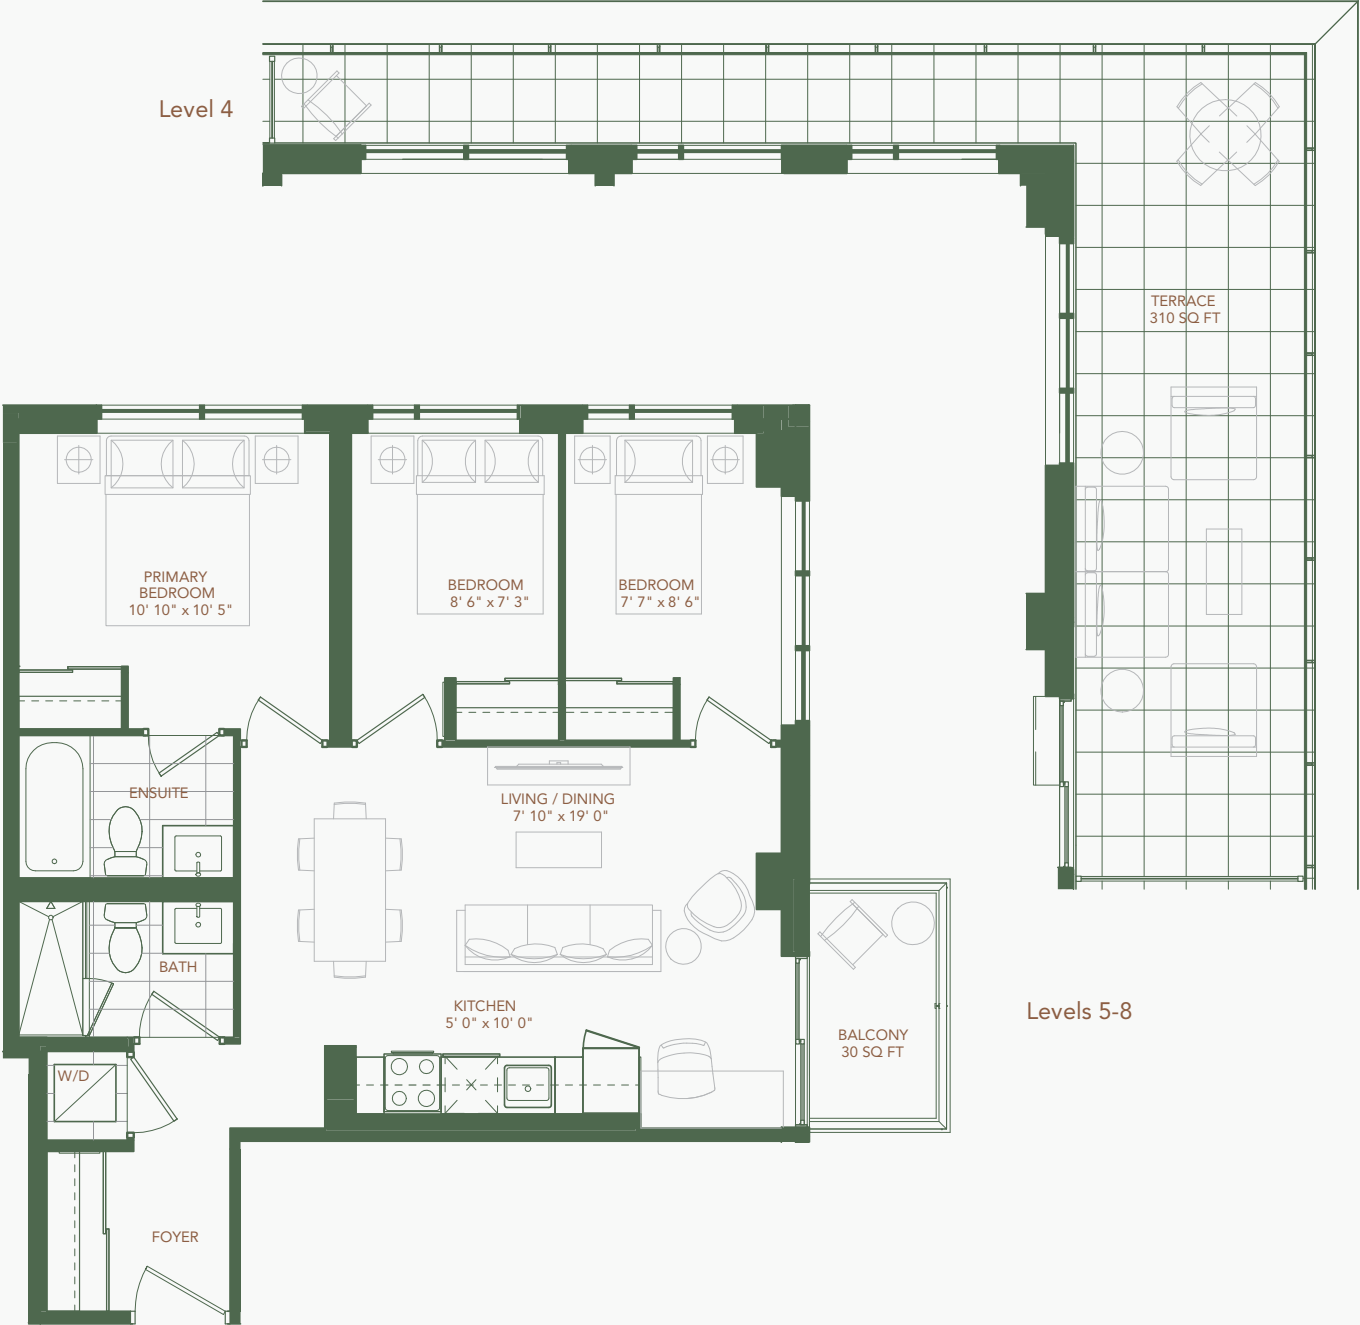 Level 4
TERRACE
310 SQ FT
PRIMARY
BEDROOM
10' 10" x 10' 5"
BEDROOM
8' 6" x 7' 3"
BEDROOM
7' 7" x 8' 6"
ENSUITE
LIVING / DINING
7' 10" x 19' 0"
BATH
KITCHEN
5' 0" x 10' 0"
Levels 5-8
BALCONY
30 SQ FT
W/D
FOYER